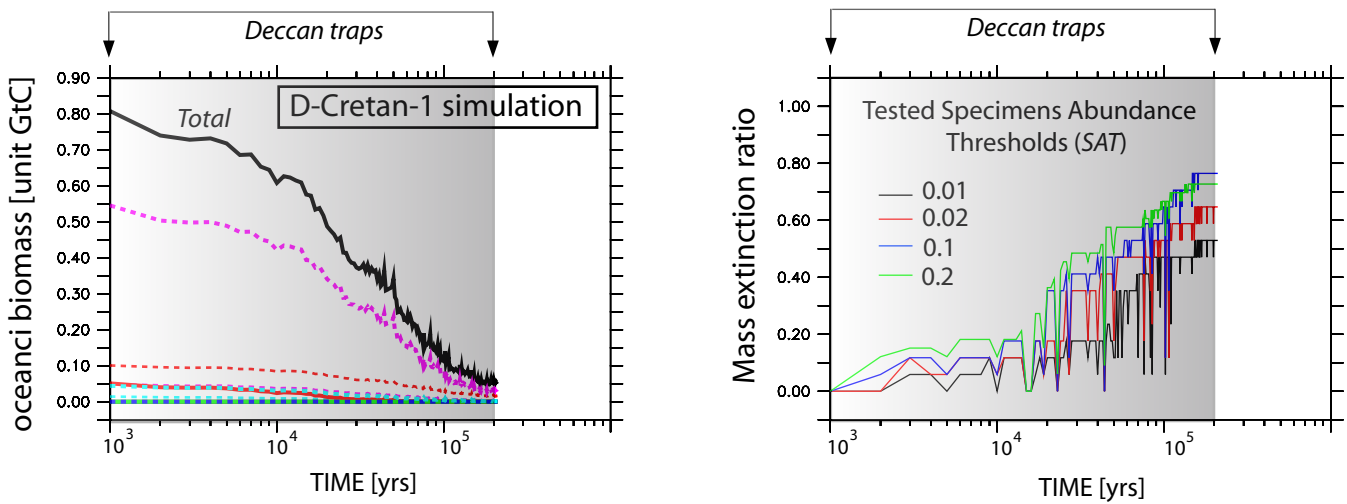 Deccan traps
0.90
0.80
0.70
0.60
0.50
0.40
0.30
0.20
0.10
0.00
oceanci biomass [unit GtC]
Total
D-Cretan-1 simulation
10³
10⁴
10⁵
TIME [yrs]
Deccan traps
1.00
0.80
0.60
0.40
0.20
0.00
Mass extinction ratio
Tested Specimens Abundance
Thresholds (SAT)
0.01
0.02
0.1
0.2
10³
10⁴
10⁵
TIME [yrs]